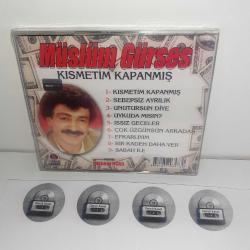 Müslüm Gürses
KISMETİM KAPANMIŞ
1- KISMETİM KAPANMIŞ
2- SEBEPSİZ AYRILIK
3- UNUTURSUN DİYE
4- UYKUDA MISIN?
5- ISSIZ GECELER
6- ÇOK ÜZGÜNSÜN ARKADAŞ
7- EFKARLIYIM
8- BİR KADEH DAHA VER
9- SABAH İLE